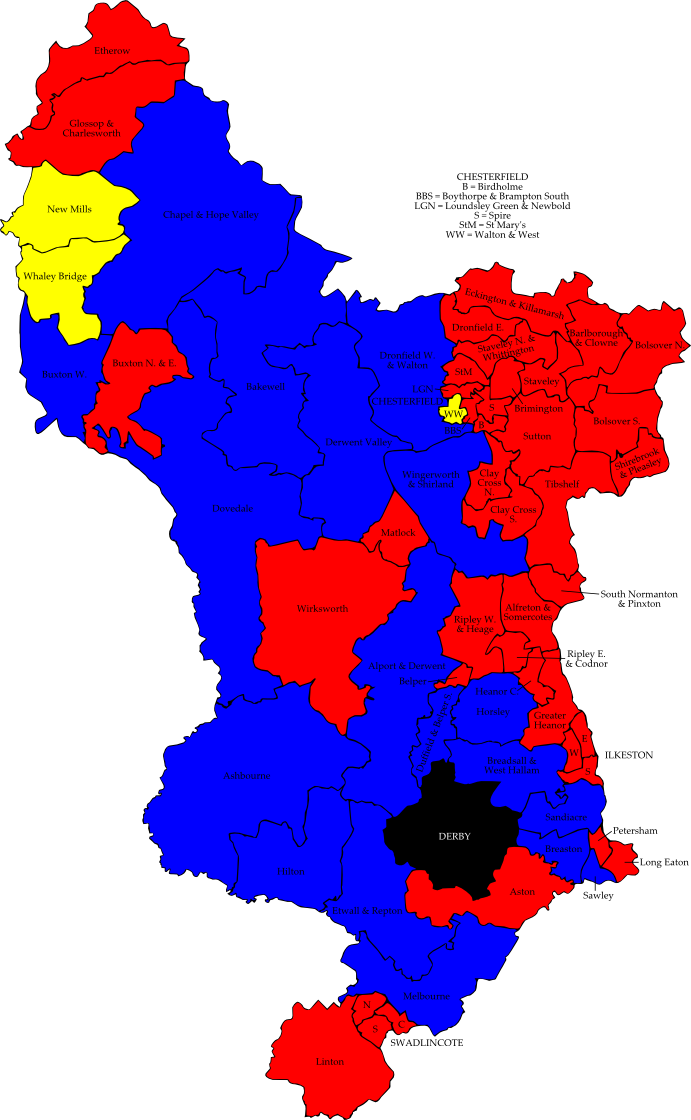 Etherow
Glossop &
Charlesworth
New Mills
Chapel & Hope Valley
Whaley Bridge
CHESTERFIELD
B = Birdholme
BBS = Boythorpe & Brampton South
LGN = Loundsley Green & Newbold
S = Spire
StM = St Mary's
WW = Walton & West
Eckington & Killamarsh
Dronfield E.
Barlborough
& Clowne
Bolsover N.
Staveley N. &
Whittington
Dronfield W.
& Walton
Buxton N. & E.
Buxton W.
StM
Staveley
Bakewell
LGN
CHESTERFIELD
WW
S
Brimington
B
BBS
Bolsover S.
Sutton
Derwent Valley
Shirebrook
& Pleasley
Wingerworth
& Shirland
Clay
Cross
N.
Tibshelf
Dovedale
Clay Cross
S.
Matlock
South Normanton
& Pinxton
Wirksworth
Alfreton &
Somercotes
Ripley W.
& Heage
Ripley E.
& Codnor
Alport & Derwent
Belper
Heanor C.
Horsley
Duffield & Belper S.
Greater
Heanor
E
W
ILKESTON
S
Breadsall &
West Hallam
Ashbourne
Sandiacre
DERBY
Petersham
Breaston
Long Eaton
Hilton
Aston
Sawley
Etwall & Repton
Melbourne
N
C
S
SWADLINCOTE
Linton